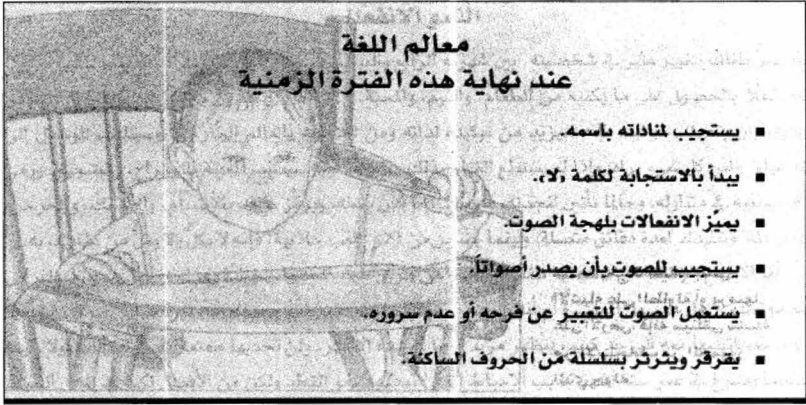 معالم اللغة
عند نهاية هذه الفترة الزمنية
▪ يستجيب لمناداته باسمه.
▪ يبدأ بالاستجابة لكلمة «لا».
▪ يميّز الانفعالات بلهجة الصوت.
▪ يستجيب للصوت بأن يصدر أصواتاً.
▪ يستعمل الصوت للتعبير عن فرحه أو عدم سروره.
▪ يقرقر ويثرثر بسلسلة من الحروف الساكنة.